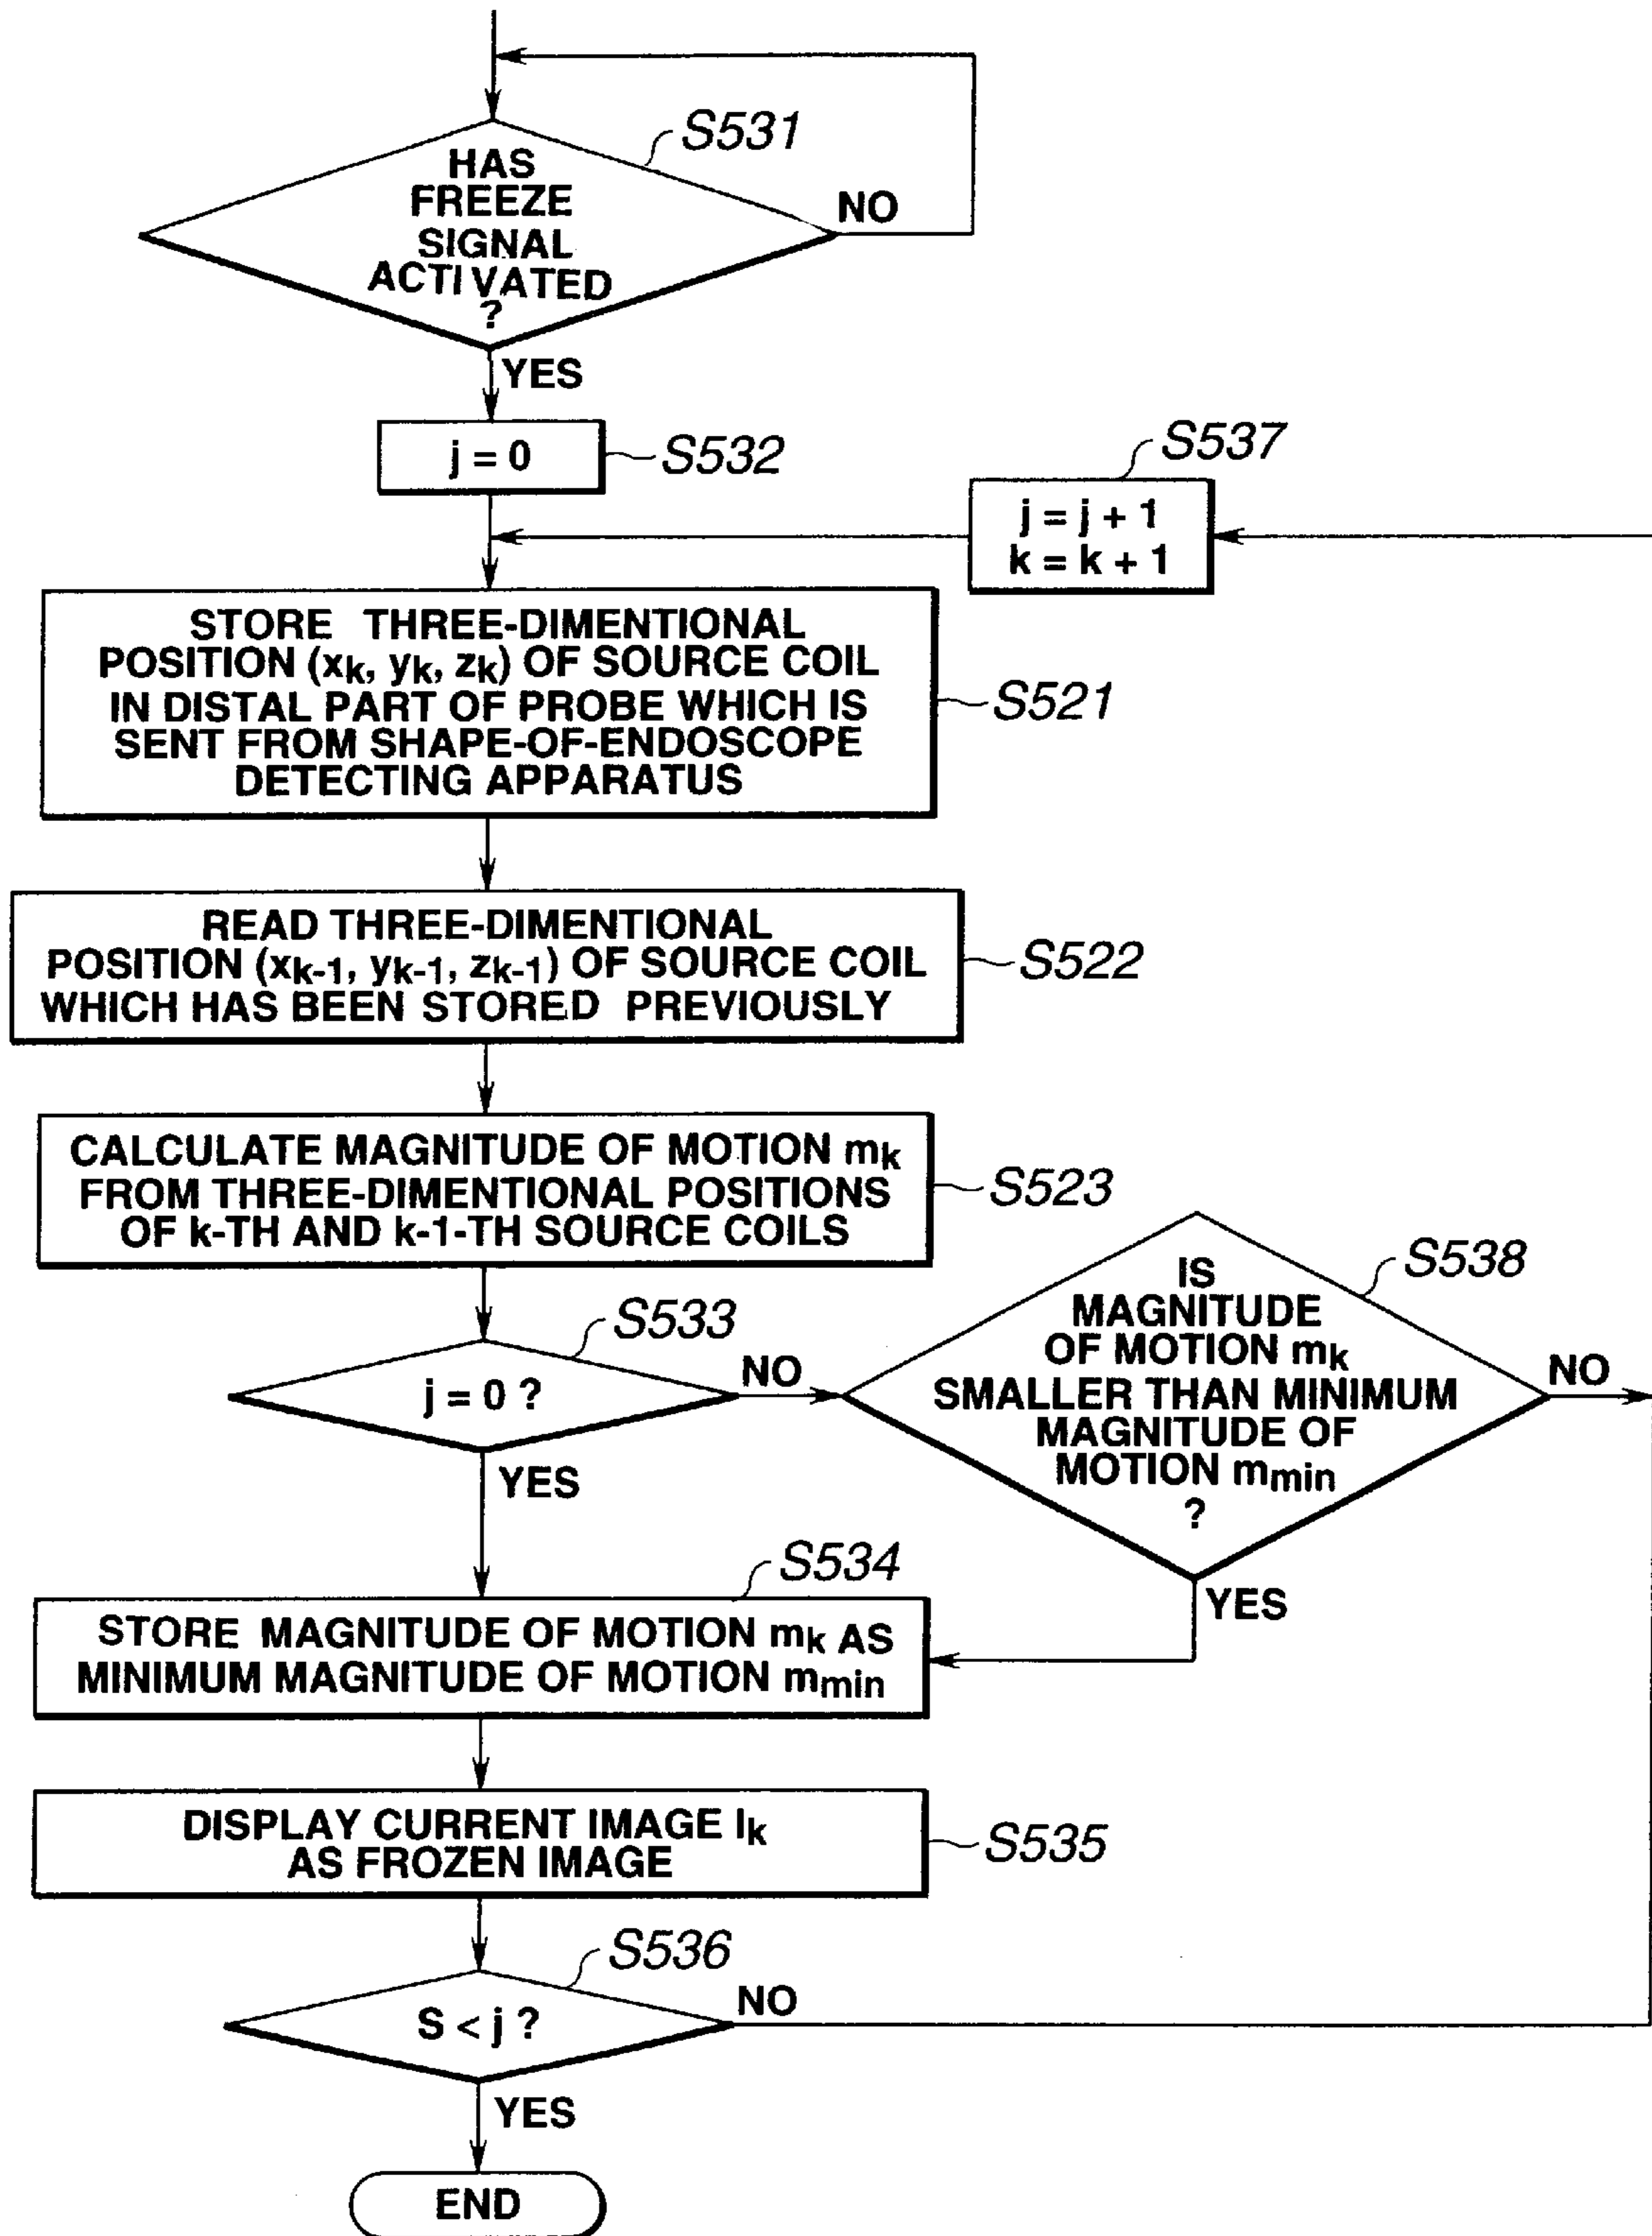 S531
HAS
FREEZE
SIGNAL
ACTIVATED
?
NO
YES
j = 0
S532
S537
j = j + 1
k = k + 1
STORE THREE-DIMENTIONAL
POSITION (xk, yk, zk) OF SOURCE COIL
IN DISTAL PART OF PROBE WHICH IS
SENT FROM SHAPE-OF-ENDOSCOPE
DETECTING APPARATUS
S521
READ THREE-DIMENTIONAL
POSITION (xk-1, yk-1, zk-1) OF SOURCE COIL
WHICH HAS BEEN STORED PREVIOUSLY
S522
CALCULATE MAGNITUDE OF MOTION mk
FROM THREE-DIMENTIONAL POSITIONS
OF k-TH AND k-1-TH SOURCE COILS
S523
S533
j = 0 ?
NO
YES
S538
IS
MAGNITUDE
OF MOTION mk
SMALLER THAN MINIMUM
MAGNITUDE OF
MOTION mmin
?
NO
YES
S534
STORE MAGNITUDE OF MOTION mk AS
MINIMUM MAGNITUDE OF MOTION mmin
DISPLAY CURRENT IMAGE Ik
AS FROZEN IMAGE
S535
S536
S < j ?
NO
YES
END